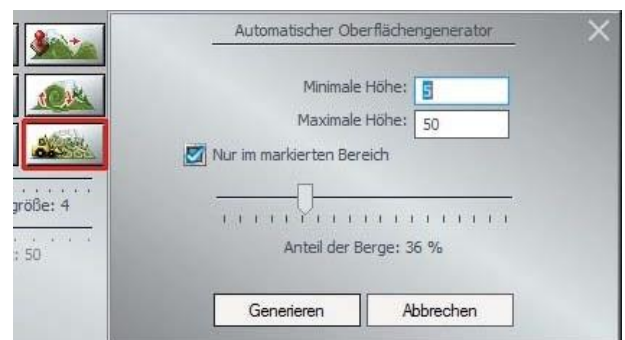 Automatischer Oberflächengenerator
Minimale Höhe: 5
Maximale Höhe: 50
Nur im markierten Bereich
größe: 4
Anteil der Berge: 36 %
: 50
Generieren Abbrechen